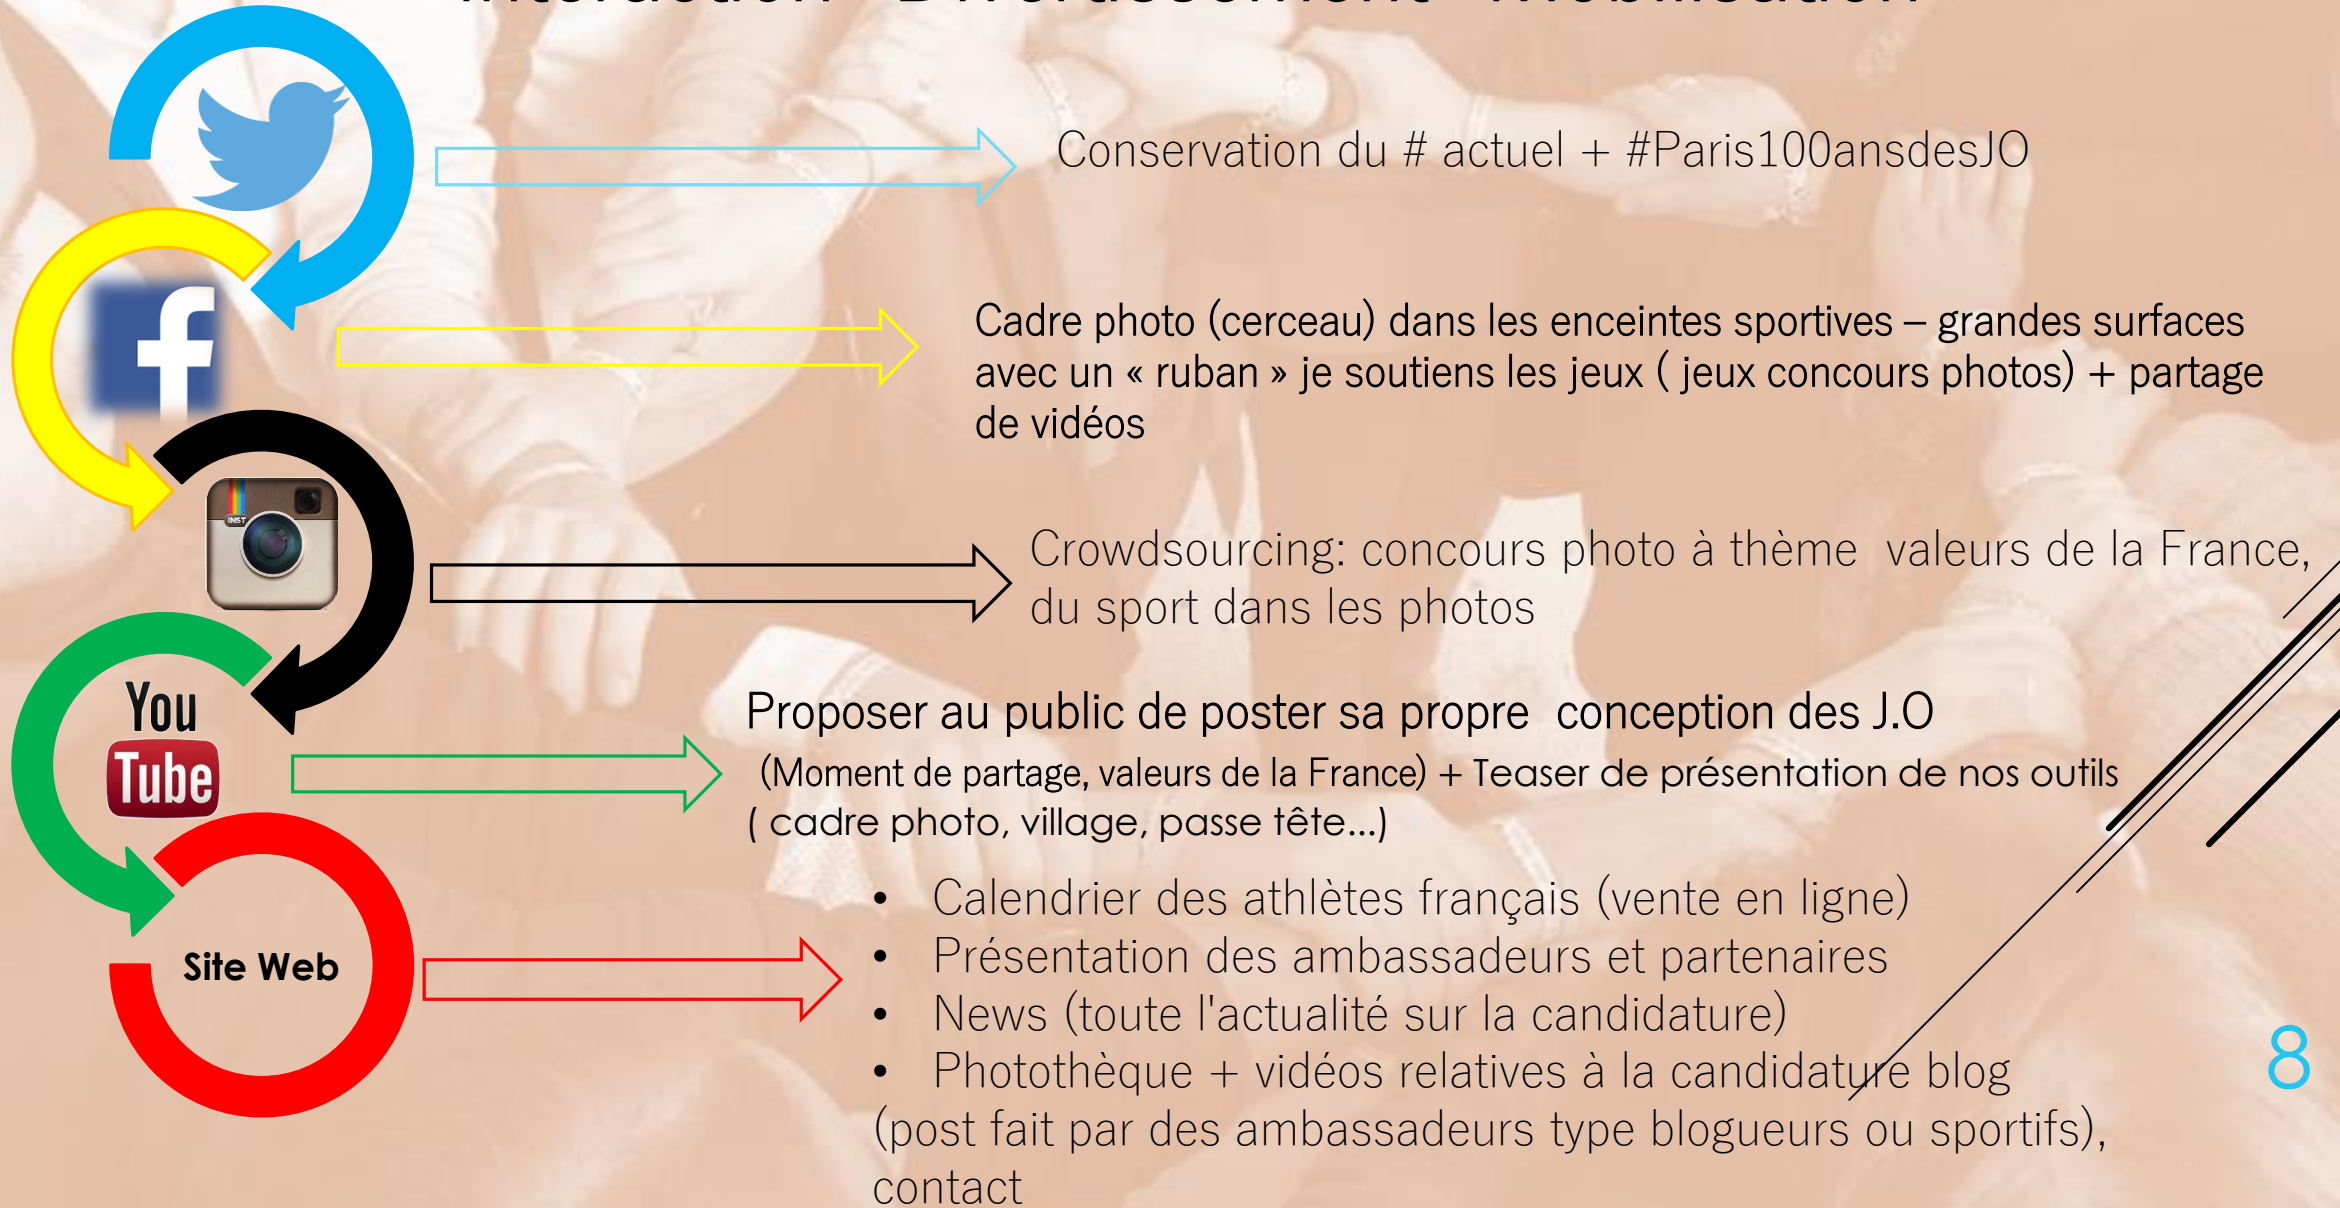 Interaction Divertissement Mobilisation
Conservation du # actuel + #Paris100ansdesJO
Cadre photo (cerceau) dans les enceintes sportives – grandes surfaces
avec un « ruban » je soutiens les jeux ( jeux concours photos) + partage
de vidéos
INST
Crowdsourcing: concours photo à thème valeurs de la France,
du sport dans les photos
You
Tube
Proposer au public de poster sa propre conception des J.O
(Moment de partage, valeurs de la France) + Teaser de présentation de nos outils
( cadre photo, village, passe tête...)
Site Web
• Calendrier des athlètes français (vente en ligne)
• Présentation des ambassadeurs et partenaires
• News (toute l'actualité sur la candidature)
• Photothèque + vidéos relatives à la candidature blog
(post fait par des ambassadeurs type blogueurs ou sportifs),
contact
8